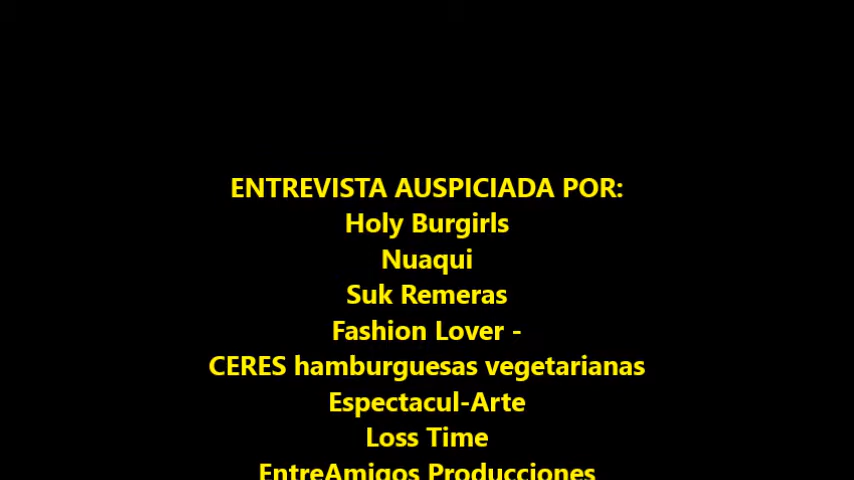 ENTREVISTA AUSPICIADA POR:
Holy Burgirls
Nuaqui
Suk Remeras
Fashion Lover -
CERES hamburguesas vegetarianas
Espectacul-Arte
Loss Time
EntreAmigos Producciones